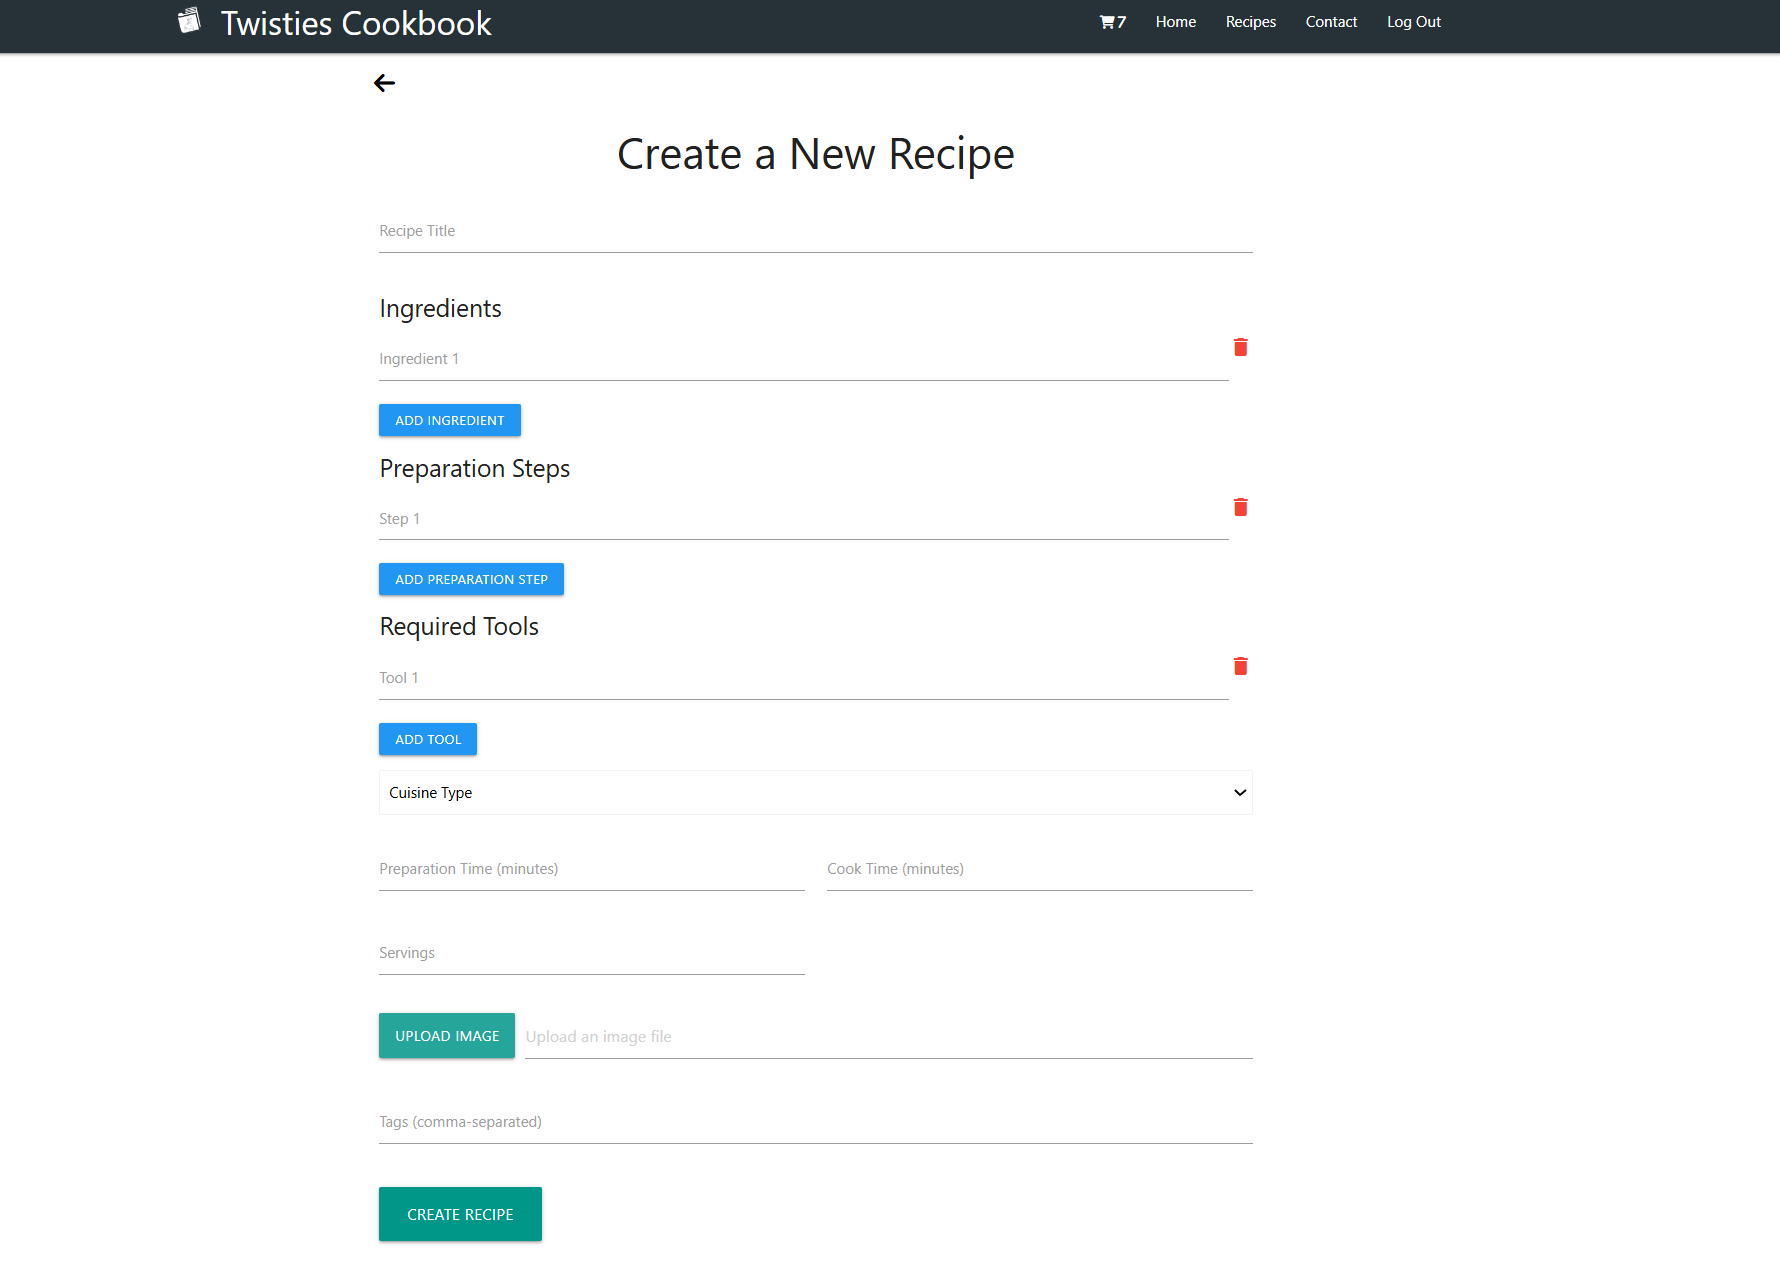 Twisties Cookbook
7 Home Recipes Contact Log Out
Create a New Recipe
Recipe Title
Ingredients
Ingredient 1
ADD INGREDIENT
Preparation Steps
Step 1
ADD PREPARATION STEP
Required Tools
Tool 1
ADD TOOL
Cuisine Type
Preparation Time (minutes) Cook Time (minutes)
Servings
UPLOAD IMAGE Upload an image file
Tags (comma-separated)
CREATE RECIPE